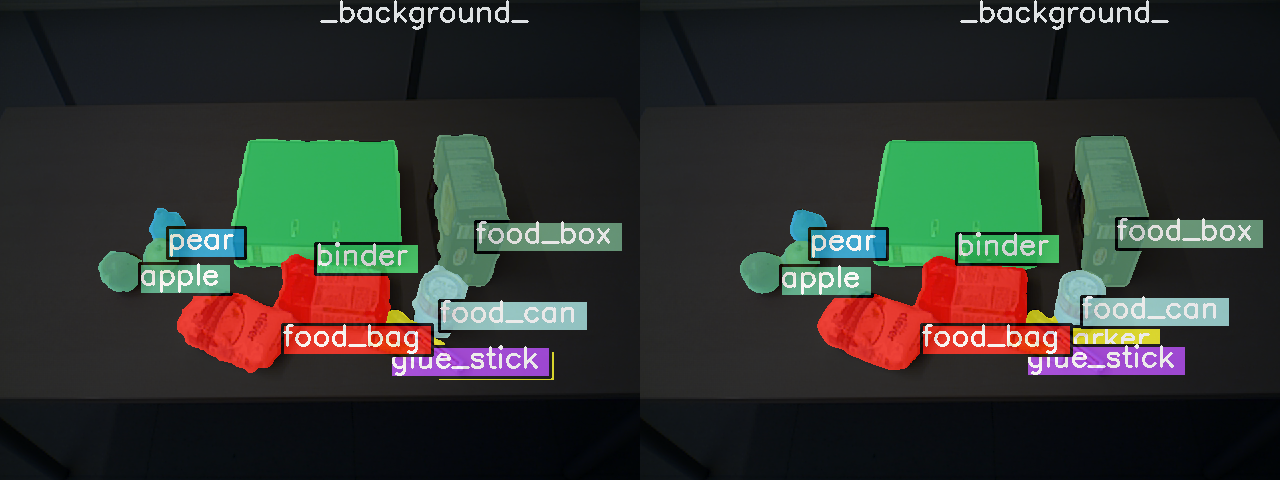 _background_
_background_
pear
binder
food_box
apple
food_can
food_bag
glue_stick
pear
binder
food_box
apple
food_can
food_bag
arker
glue_stick